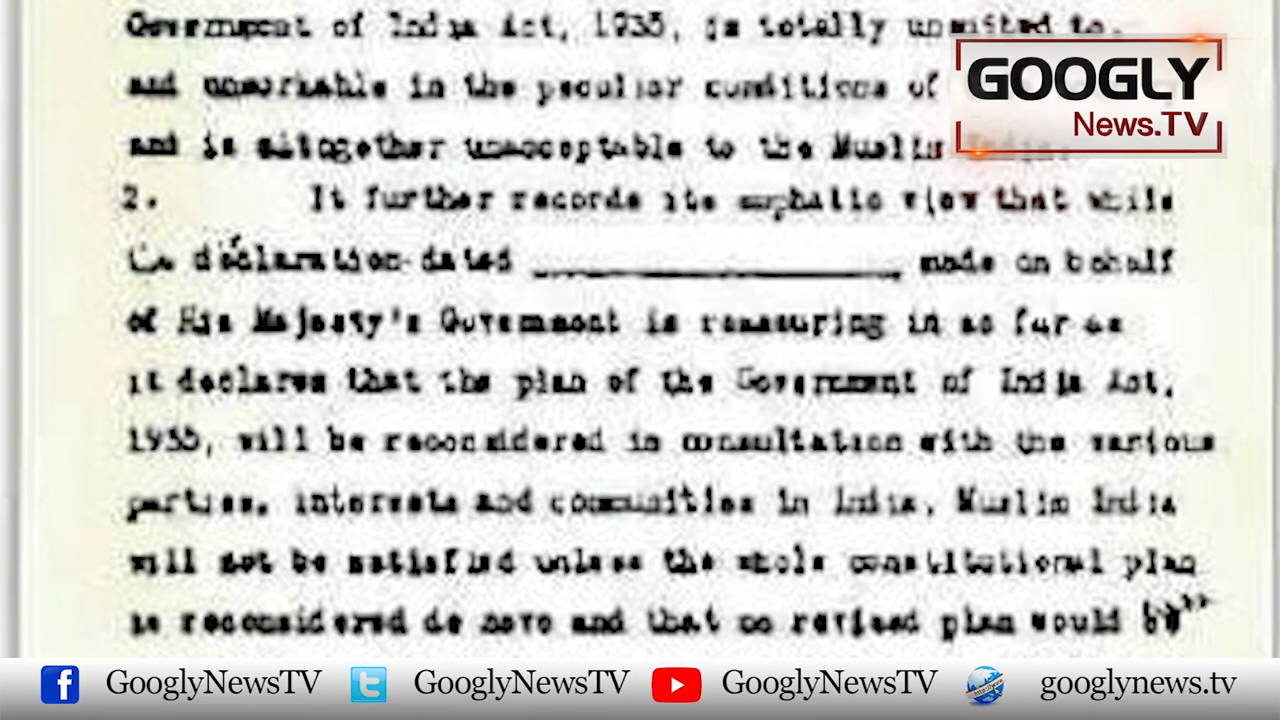 Government of India Act, 1935, is totally unsuited to,
and unworkable in the peculiar conditions of
and is altogether unacceptable to the Muslim India.
2. It further records its emphatic view that while
the declaration dated ____________ made on behalf
of His Majesty's Government is reassuring in so far as
it declares that the plan of the Government of India Act,
1935, will be reconsidered in consultation with the various
parties, interests and communities in India, Muslim India
will not be satisfied unless the whole constitutional plan
is reconsidered de novo and that no revised plan would be
GOOGLY
News.TV
GooglyNewsTV
GooglyNewsTV
GooglyNewsTV
googlynews.tv